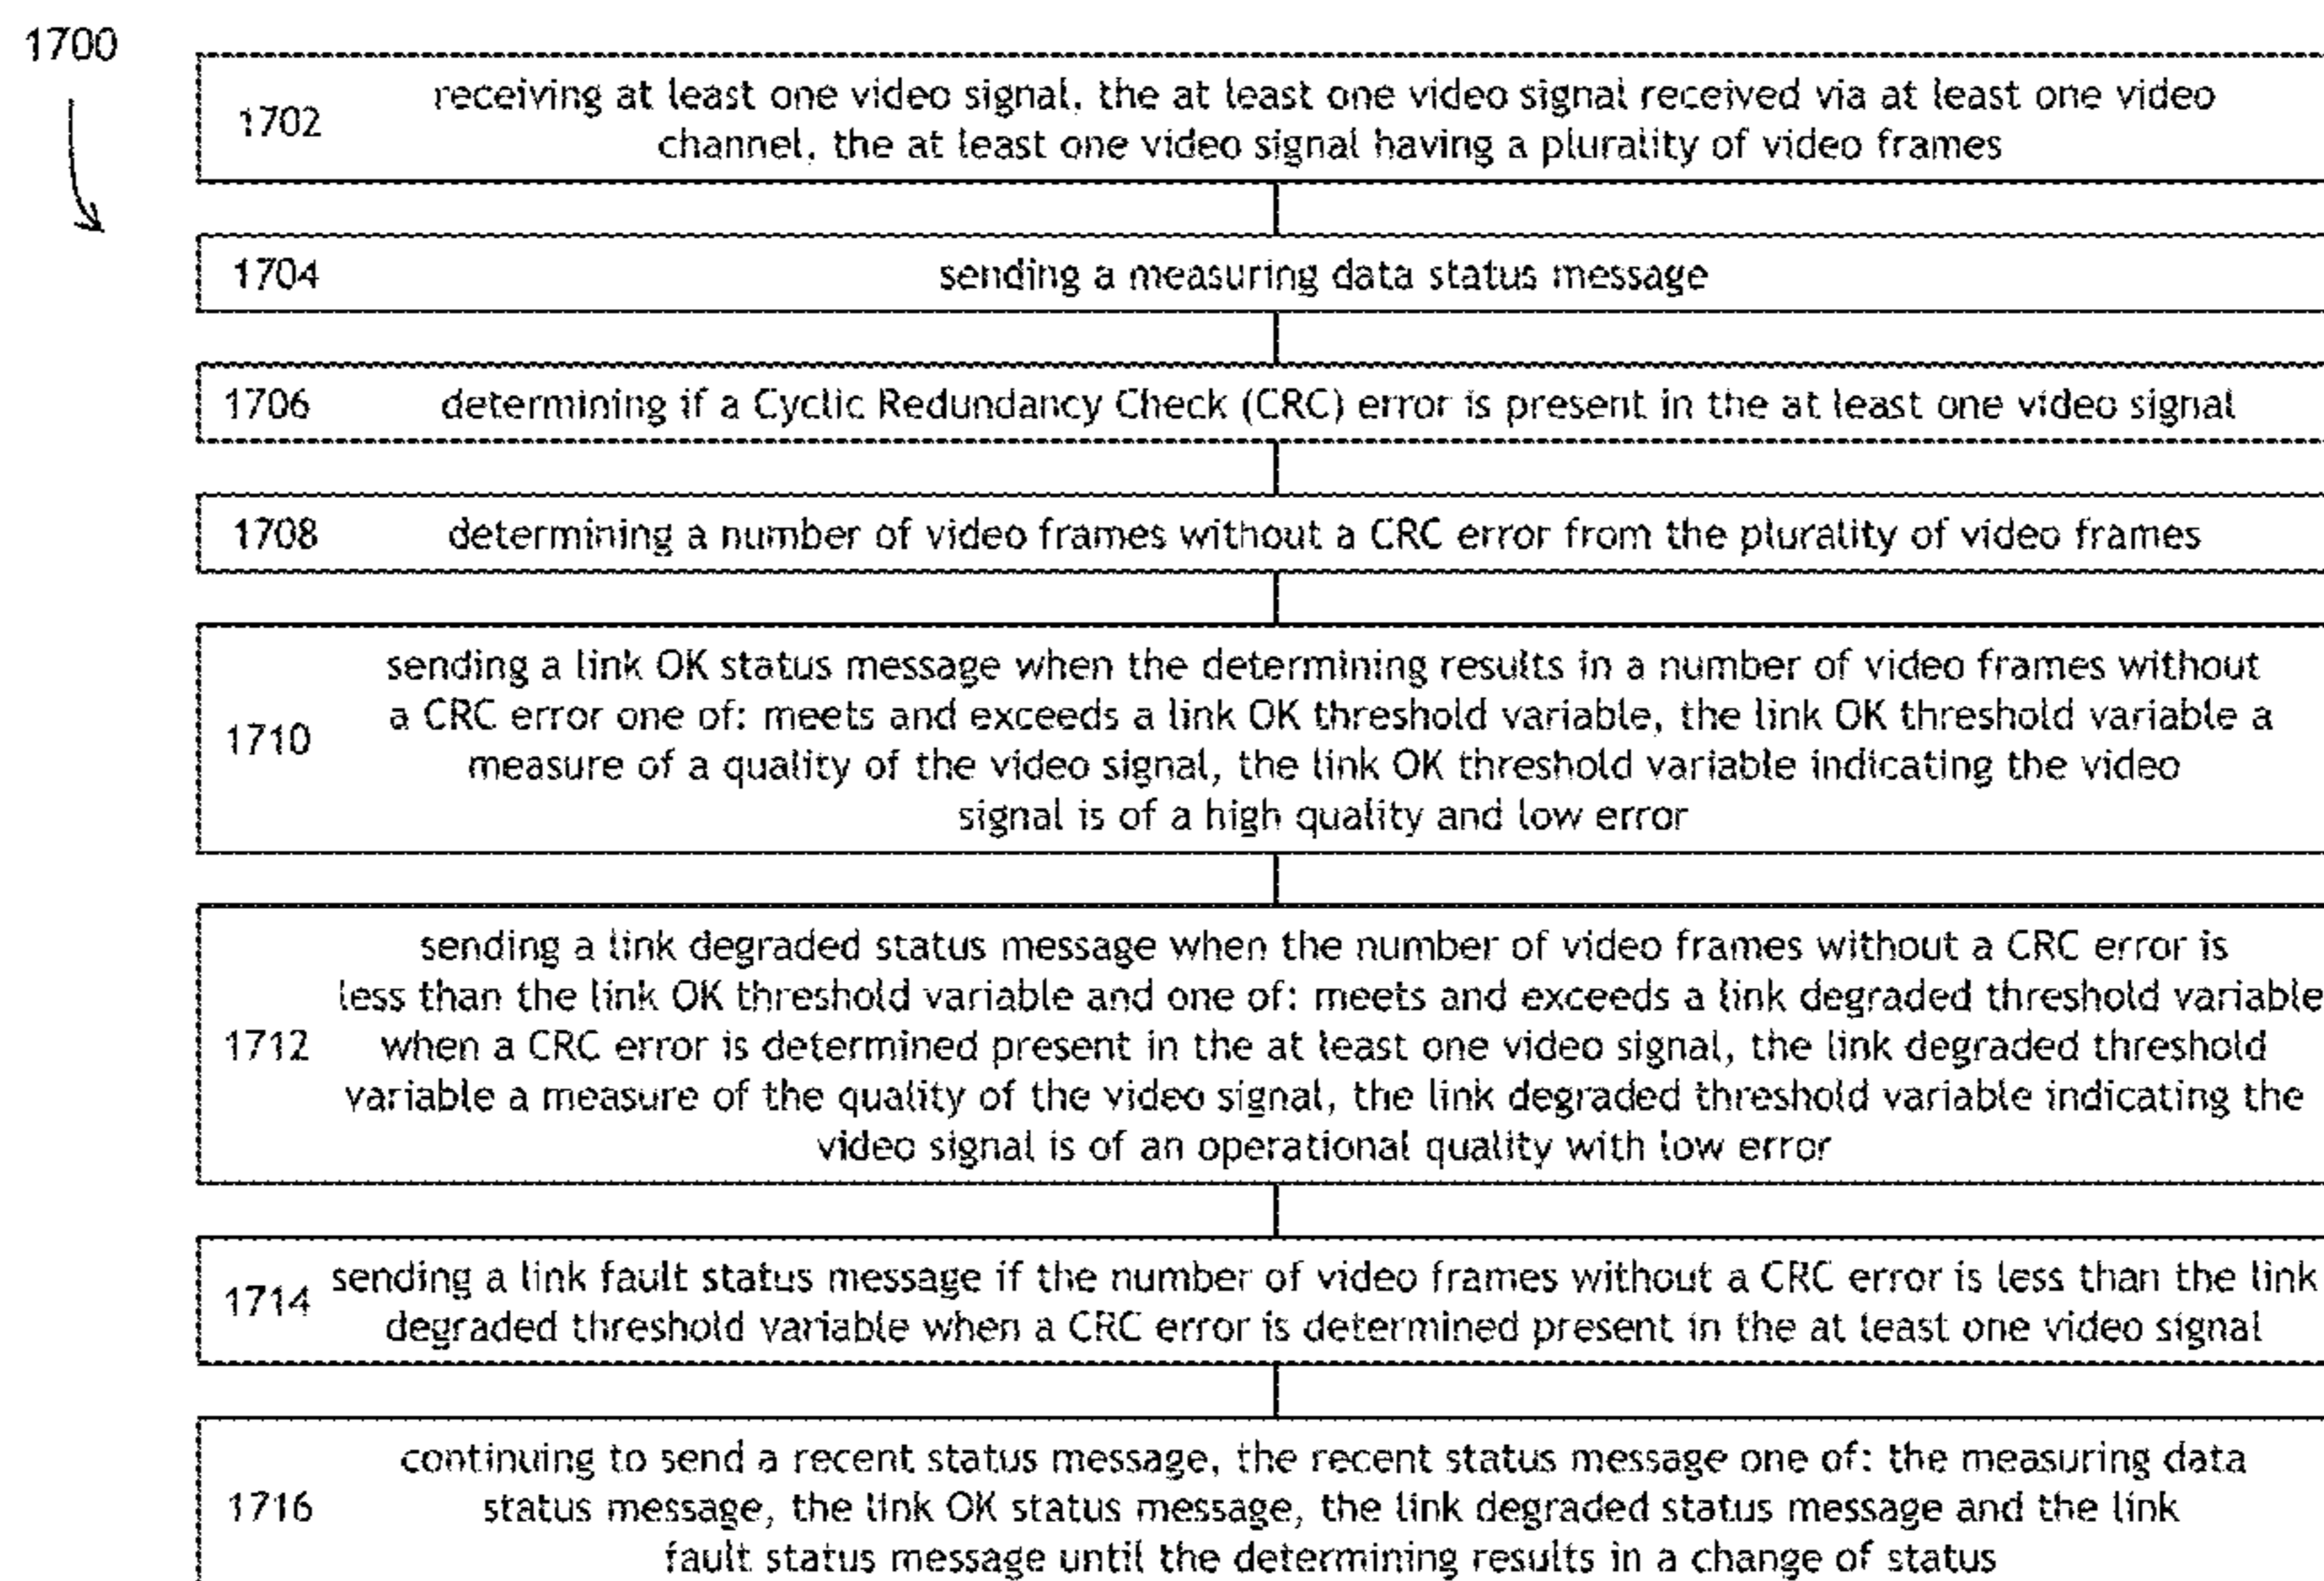 1700
1702
receiving at least one video signal, the at least one video signal received via at least one video
channel, the at least one video signal having a plurality of video frames
1704
sending a measuring data status message
1706
determining if a Cyclic Redundancy Check (CRC) error is present in the at least one video signal
1708
determining a number of video frames without a CRC error from the plurality of video frames
1710
sending a link OK status message when the determining results in a number of video frames without
a CRC error one of: meets and exceeds a link OK threshold variable, the link OK threshold variable a
measure of a quality of the video signal, the link OK threshold variable indicating the video
signal is of a high quality and low error
1712
sending a link degraded status message when the number of video frames without a CRC error is
less than the link OK threshold variable and one of: meets and exceeds a link degraded threshold variable
when a CRC error is determined present in the at least one video signal, the link degraded threshold
variable a measure of the quality of the video signal, the link degraded threshold variable indicating the
video signal is of an operational quality with low error
1714
sending a link fault status message if the number of video frames without a CRC error is less than the link
degraded threshold variable when a CRC error is determined present in the at least one video signal
1716
continuing to send a recent status message, the recent status message one of: the measuring data
status message, the link OK status message, the link degraded status message and the link
fault status message until the determining results in a change of status